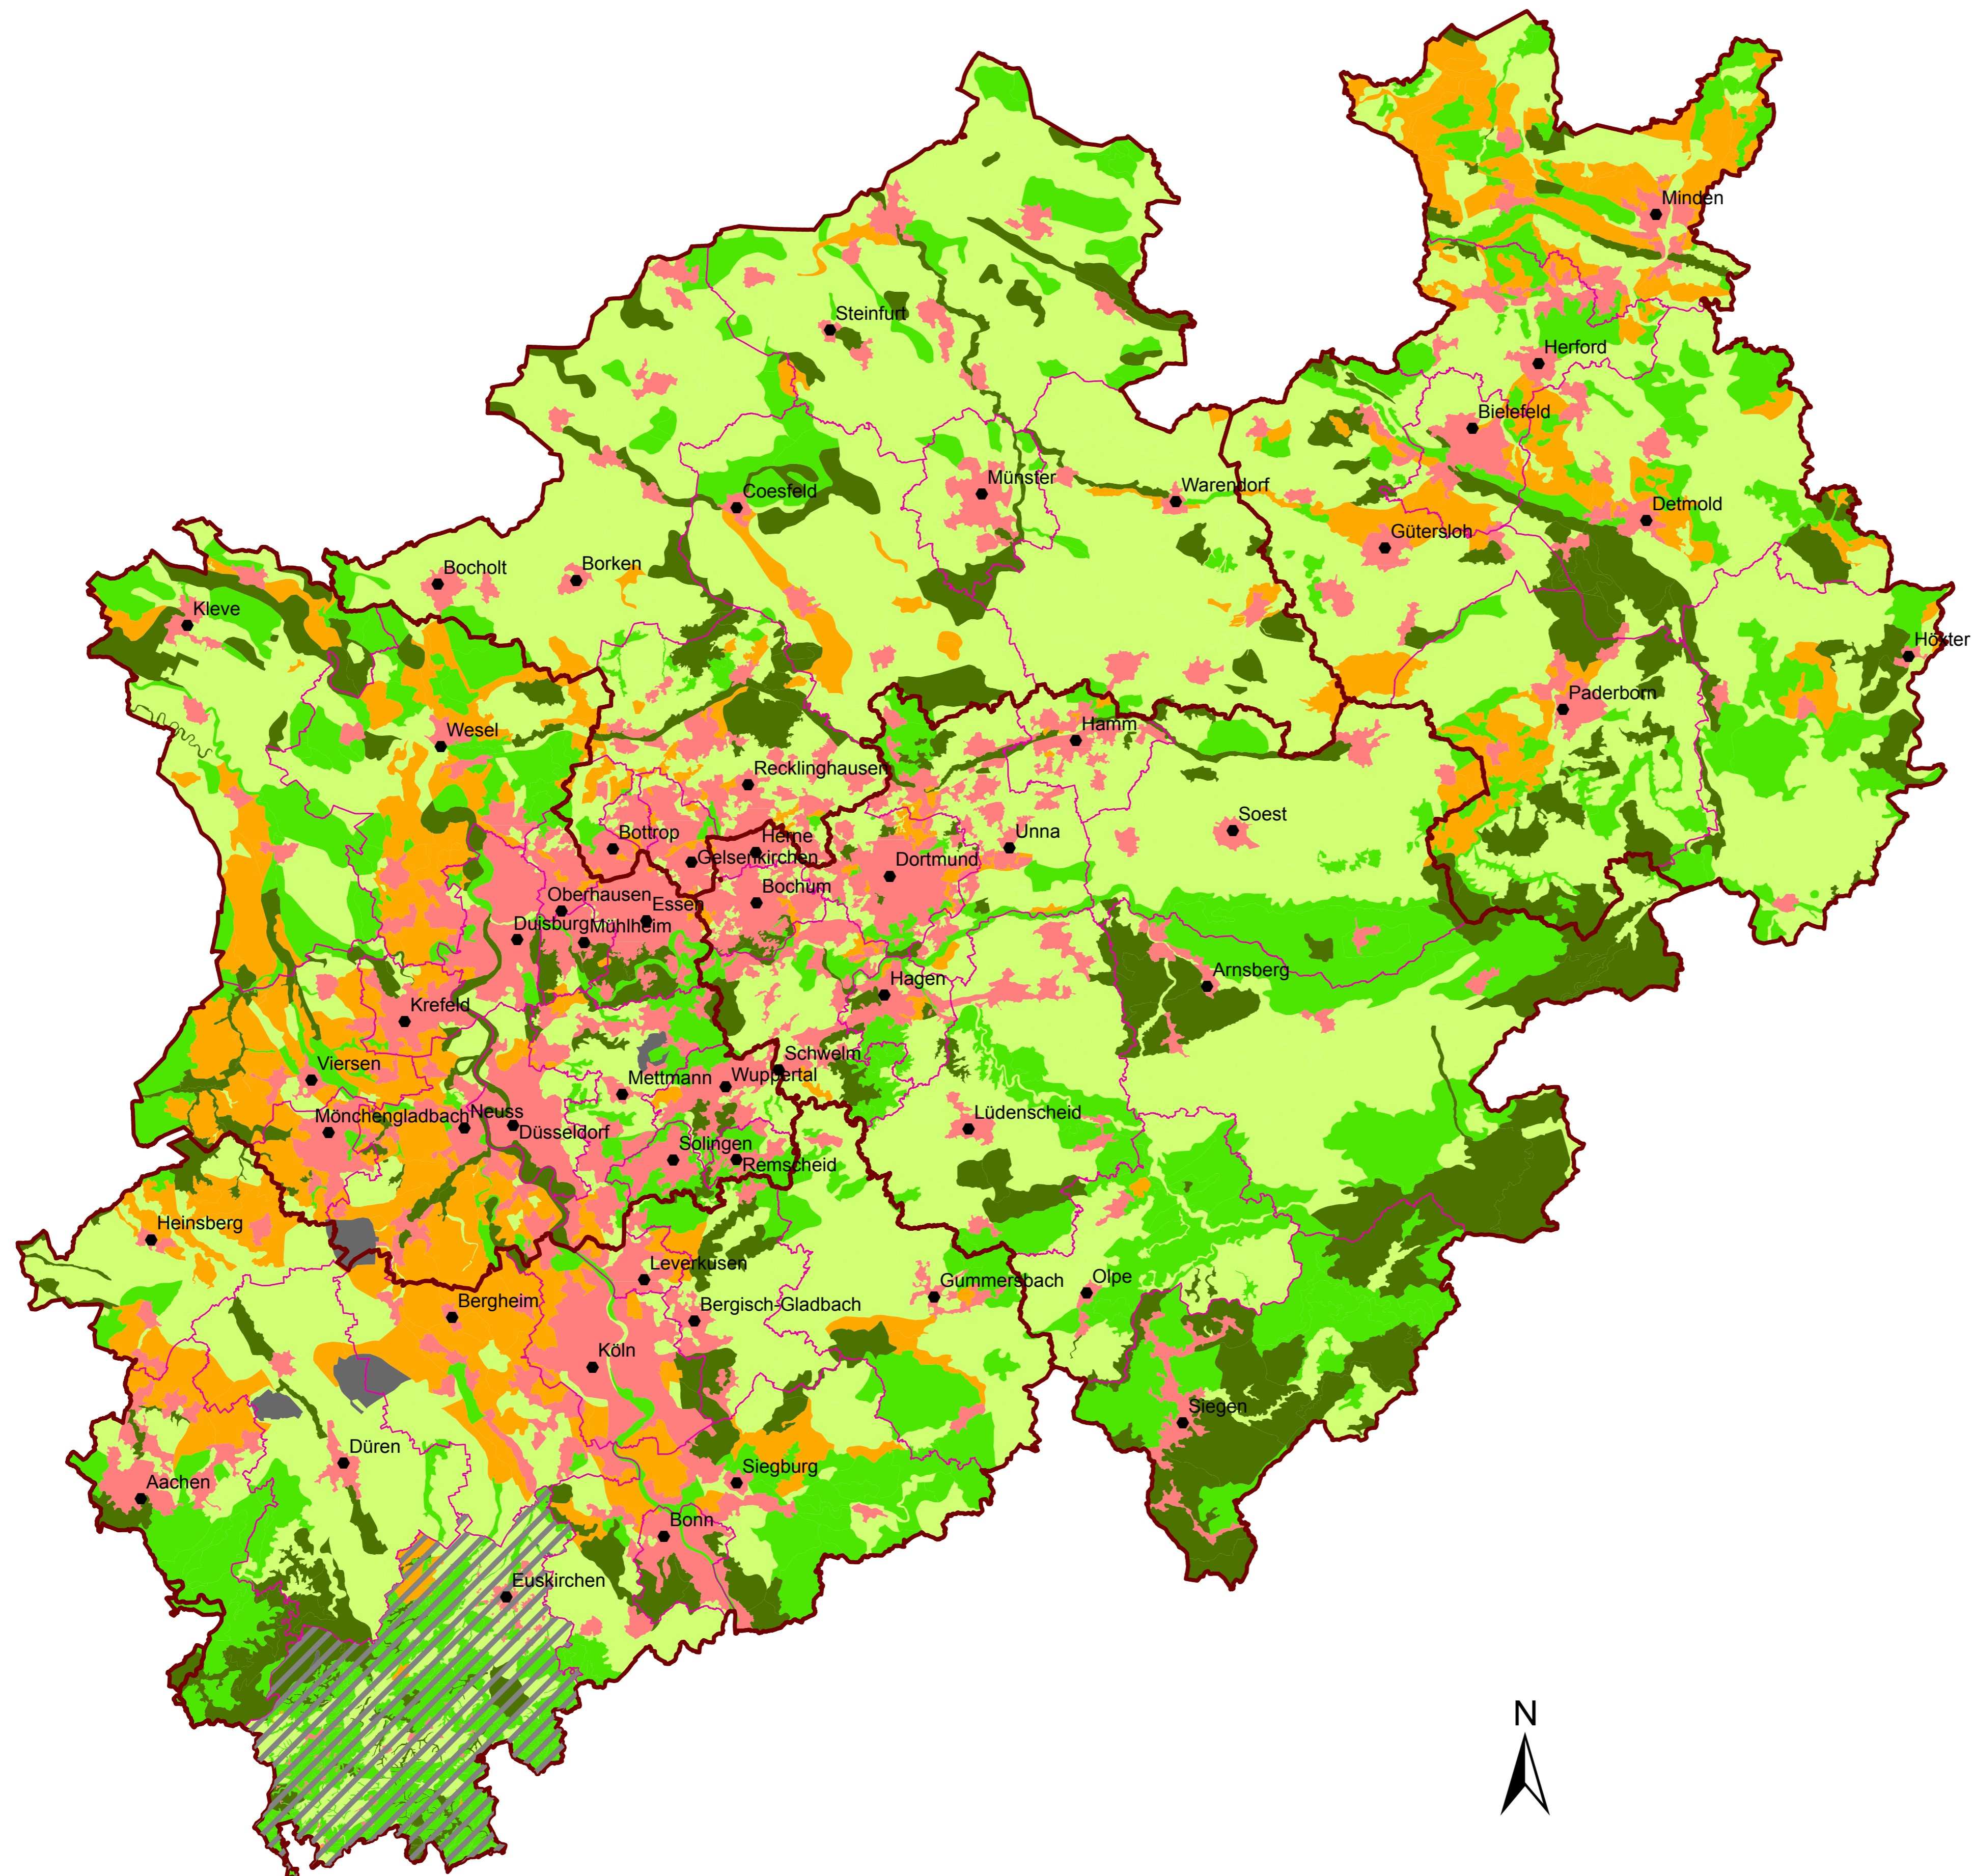 Minden
Steinfurt
Herford
Bielefeld
Münster
Coesfeld
Warendorf
Detmold
Gütersloh
Bocholt
Borken
Kleve
Höxter
Paderborn
Wesel
Hamm
Recklinghausen
Soest
Bottrop
Herne
Unna
Gelsenkirchen
Dortmund
Bochum
Oberhausen
Essen
Duisburg
Mühlheim
Arnsberg
Hagen
Krefeld
Schwelm
Viersen
Mettmann
Wuppertal
Mönchengladbach
Neuss
Lüdenscheid
Düsseldorf
Solingen
Remscheid
Heinsberg
Leverkusen
Gummersbach
Olpe
Bergheim
Bergisch-Gladbach
Köln
Siegen
Düren
Siegburg
Aachen
Bonn
Euskirchen
N